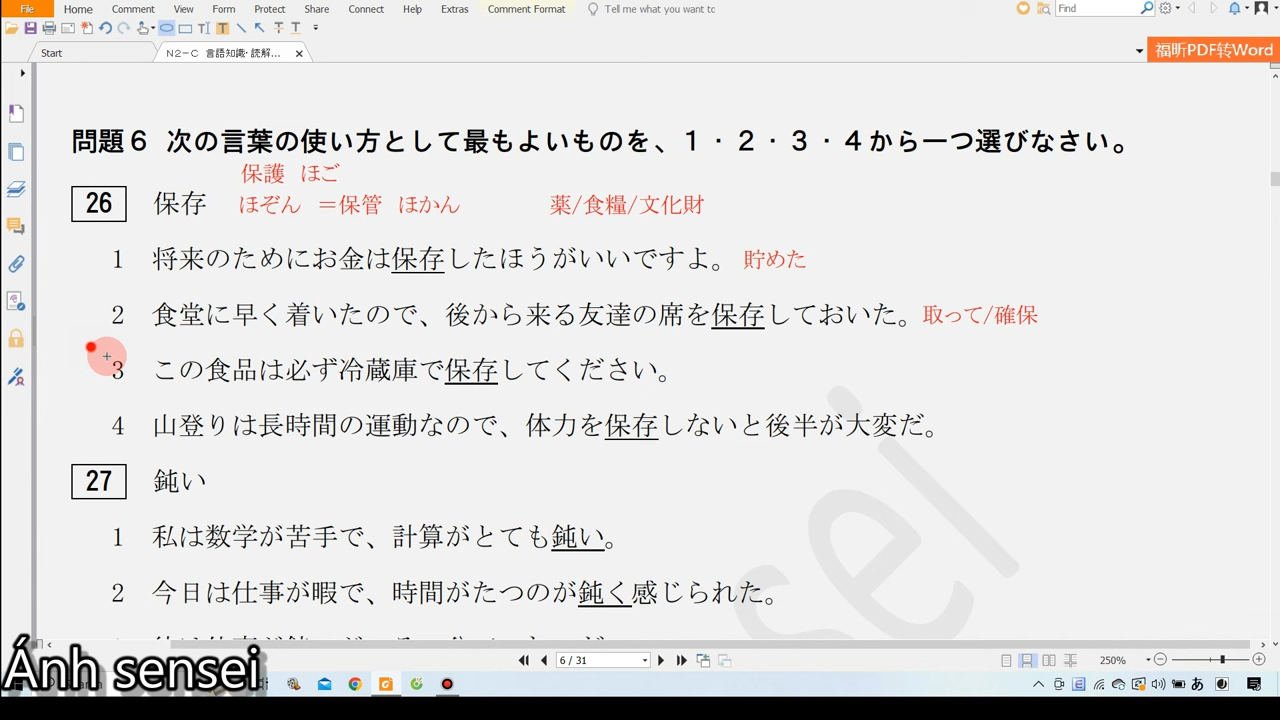 File Home Comment View Form Protect Share Connect Help Extras Comment Format Tell me what you want to Find
Start N2-C 言語知識・読解... × 福昕PDF转Word
問題６ 次の言葉の使い方として最もよいものを、１・２・３・４から一つ選びなさい。
保護 ほご
26 保存 ほぞん ＝保管 ほかん 薬/食糧/文化財
1 将来のためにお金は保存したほうがいいですよ。 貯めた
2 食堂に早く着いたので、後から来る友達の席を保存しておいた。 取って/確保
3 この食品は必ず冷蔵庫で保存してください。
4 山登りは長時間の運動なので、体力を保存しないと後半が大変だ。
27 鈍い
1 私は数学が苦手で、計算がとても鈍い。
2 今日は仕事が暇で、時間がたつのが鈍く感じられた。
sei
6 / 31 250%
Ánh sensei
あ